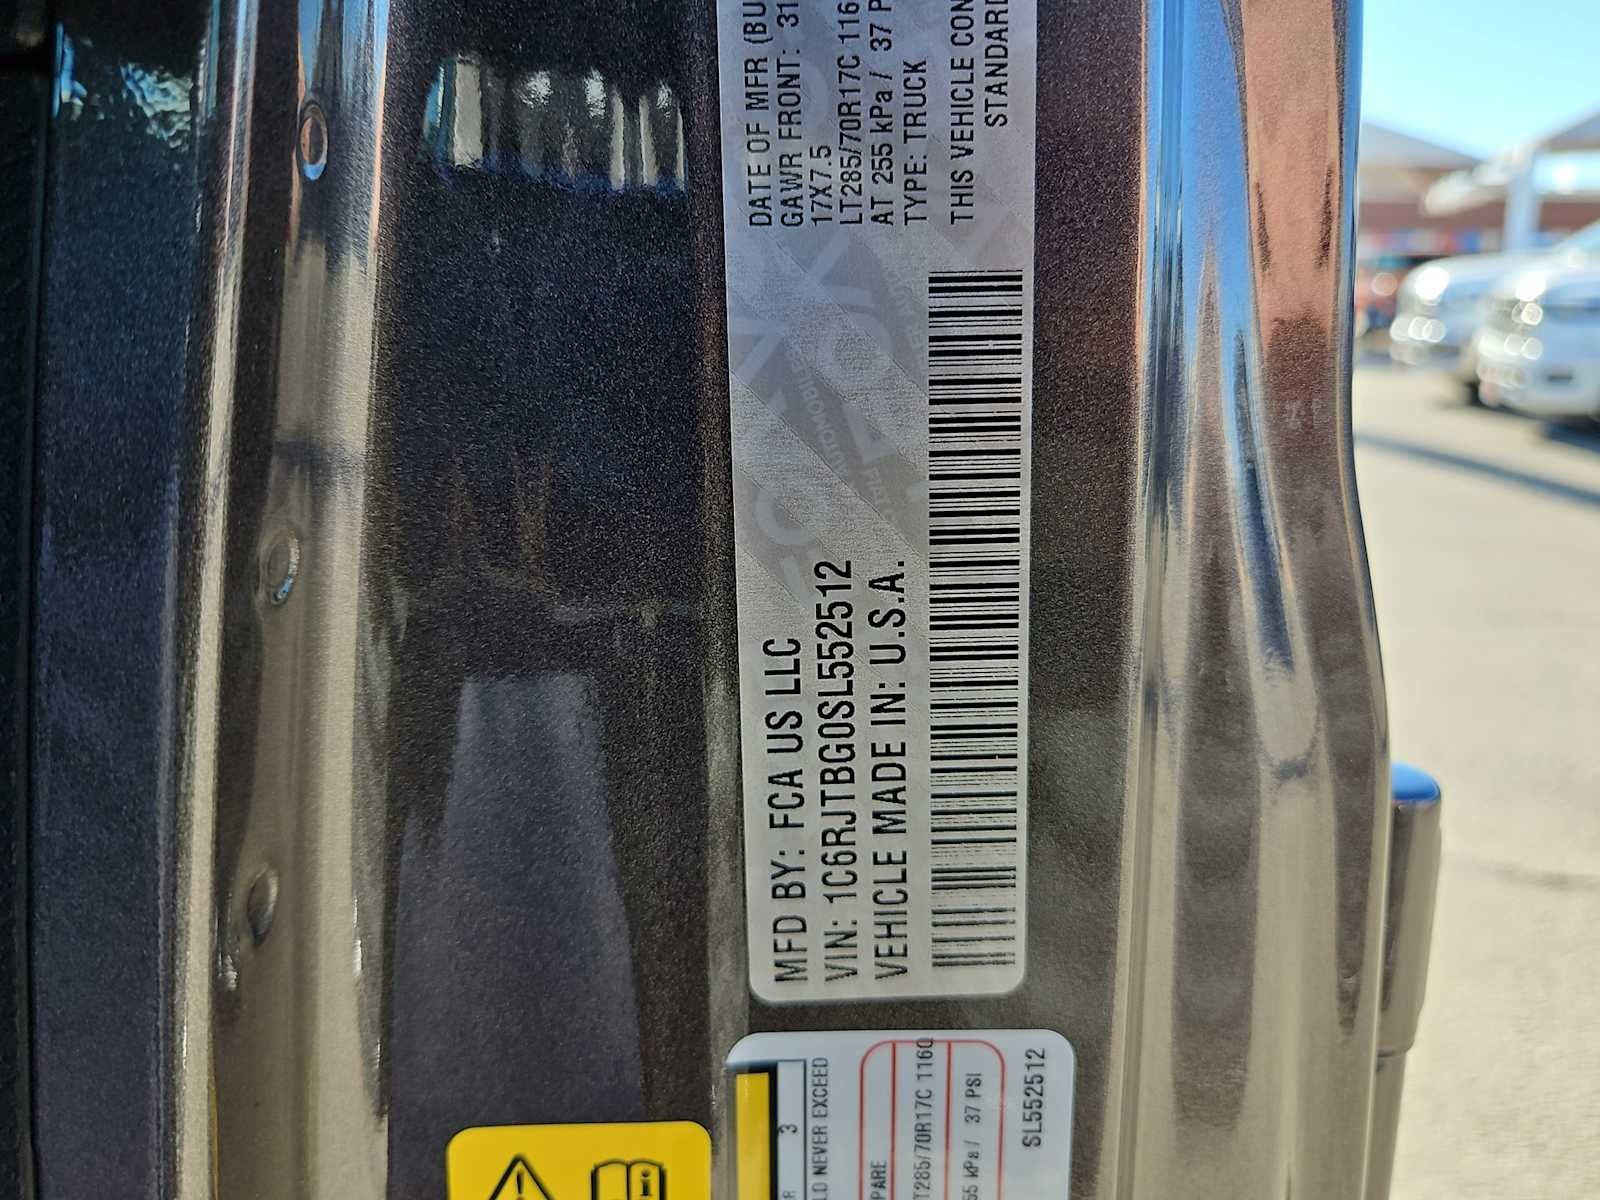 MFD BY: FCA US LLC
VIN: 1C6RJTBG0SL552512
VEHICLE MADE IN: U.S.A.
DATE OF MFR (BU
GAWR FRONT: 31
17X7.5
LT285/70R17C 116
AT 255 kPa / 37 P
TYPE: TRUCK
THIS VEHICLE CON
STANDARD
3
LD NEVER EXCEED
PARE
T285/70R17C 116Q
55 kPa / 37 PSI
SL552512